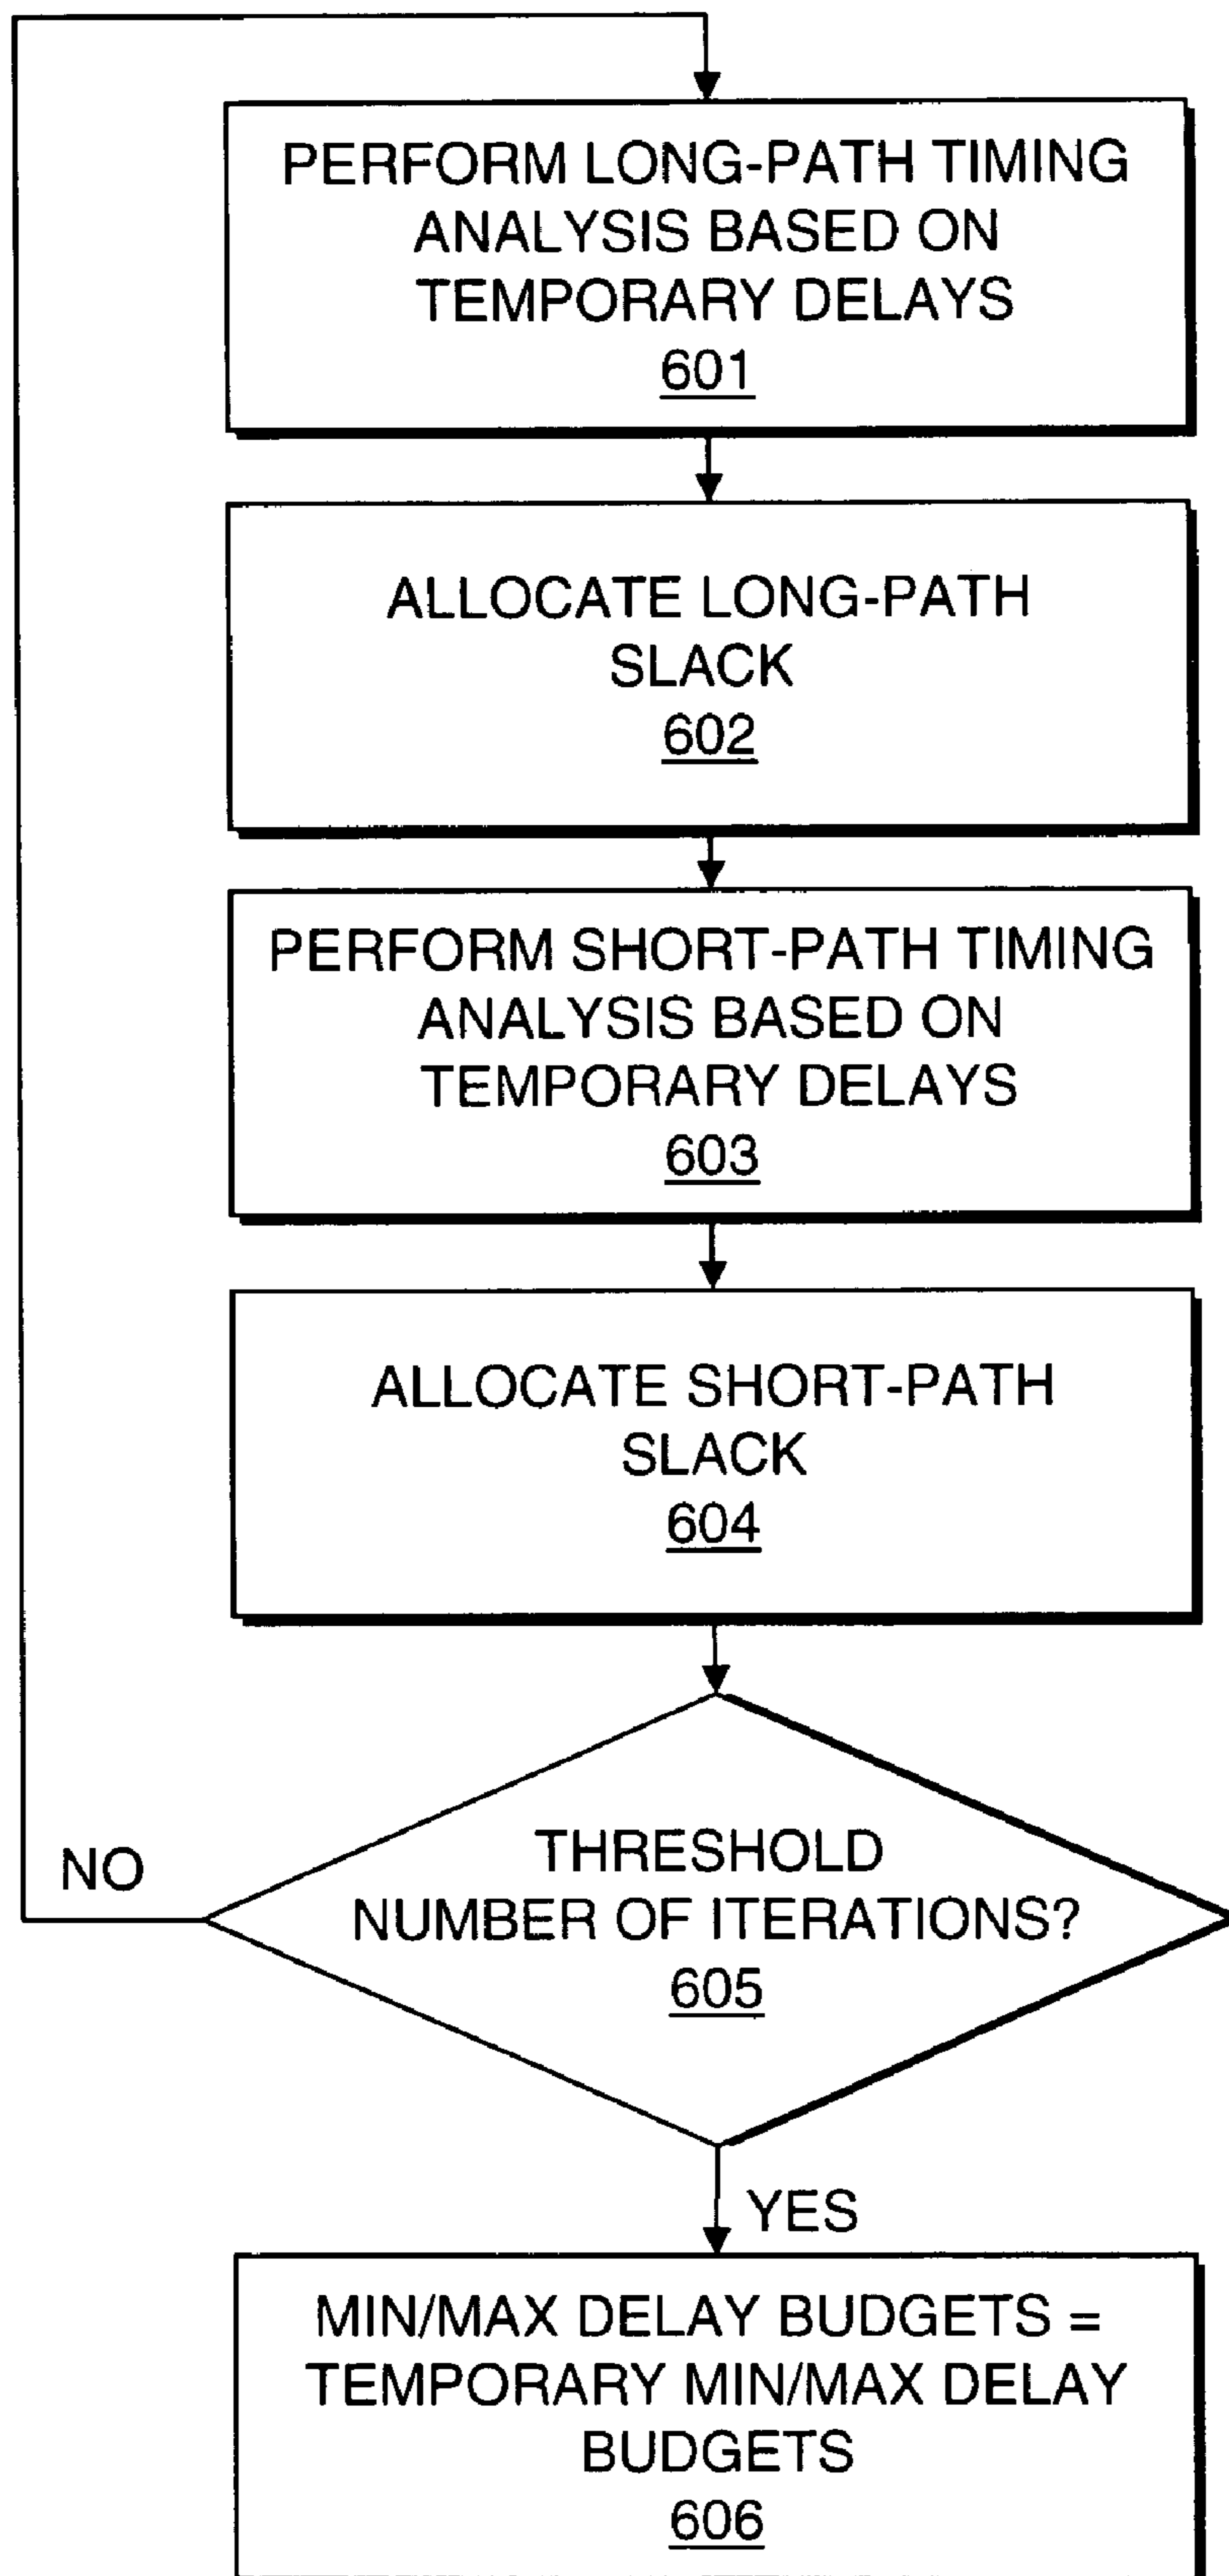 PERFORM LONG-PATH TIMING
ANALYSIS BASED ON
TEMPORARY DELAYS
601
ALLOCATE LONG-PATH
SLACK
602
PERFORM SHORT-PATH TIMING
ANALYSIS BASED ON
TEMPORARY DELAYS
603
ALLOCATE SHORT-PATH
SLACK
604
THRESHOLD
NUMBER OF ITERATIONS?
605
NO
YES
MIN/MAX DELAY BUDGETS =
TEMPORARY MIN/MAX DELAY
BUDGETS
606